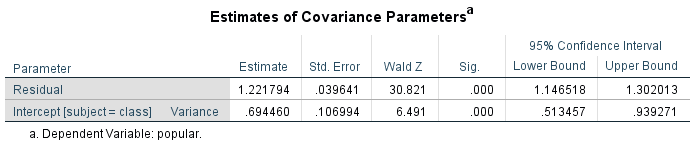 Estimates of Covariance Parametersa
95% Confidence Interval
Parameter Estimate Std. Error Wald Z Sig. Lower Bound Upper Bound
Residual 1.221794 .039641 30.821 .000 1.146518 1.302013
Intercept [subject = class] Variance .694460 .106994 6.491 .000 .513457 .939271
a. Dependent Variable: popular.